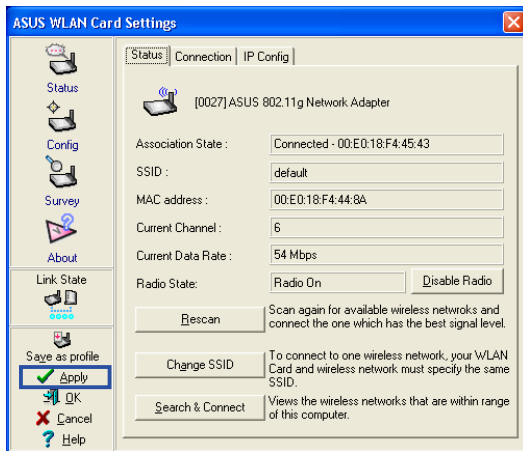 ASUS WLAN Card Settings
Status
Config
Survey
About
Link State
Save as profile
Apply
OK
Cancel
Help
Status Connection IP Config
[0027] ASUS 802.11g Network Adapter
Association State : Connected - 00:E0:18:F4:45:43
SSID : default
MAC address : 00:E0:18:F4:44:8A
Current Channel : 6
Current Data Rate : 54 Mbps
Radio State: Radio On Disable Radio
Rescan
Scan again for available wireless netwroks and
connect the one which has the best signal level.
Change SSID
To connect to one wireless network, your WLAN
Card and wireless network must specify the same
SSID.
Search & Connect
Views the wireless networks that are within range
of this computer.